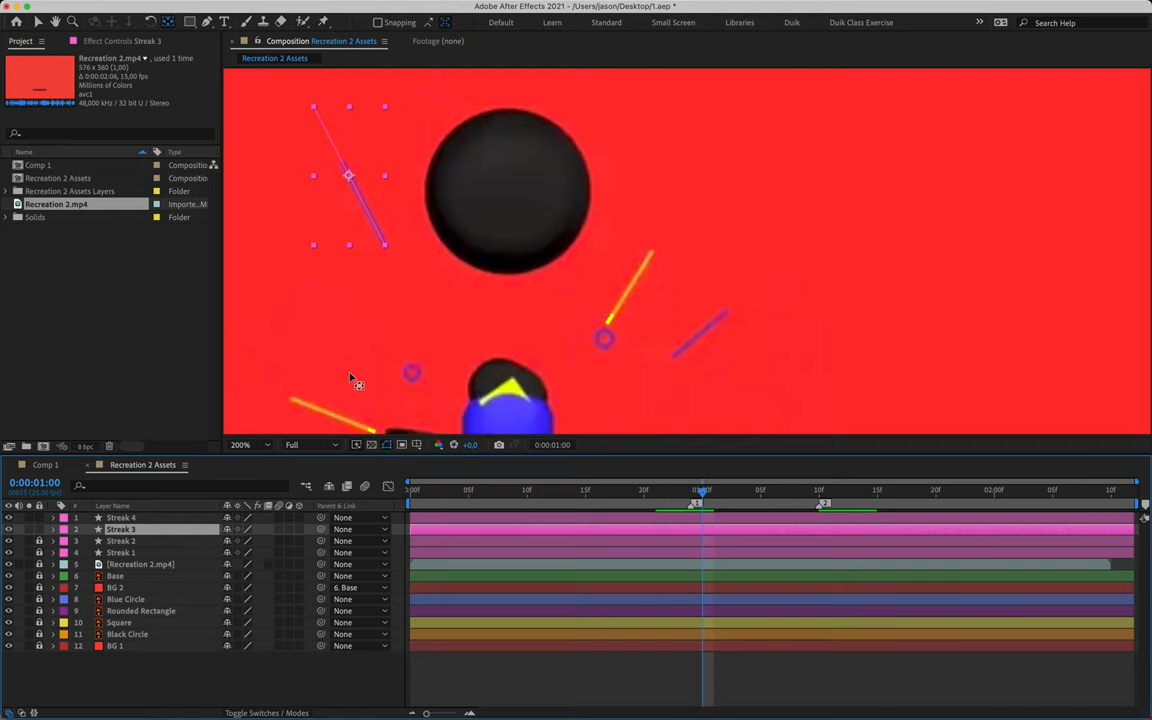 Adobe After Effects 2021 - /Users/jason/Desktop/1.aep *
Snapping
Default
Learn
Standard
Small Screen
Libraries
Duik
Duik Class Exercise
Search Help
Project
Effect Controls Streak 3
Composition Recreation 2 Assets
Footage (none)
Recreation 2 Assets
Recreation 2.mp4 , used 1 time
576 x 360 (1,00)
Δ 0:00:02:06, 15,00 fps
Millions of Colors
avc1
48,000 kHz / 32 bit U / Stereo
Name
Type
Comp 1
Compositio
Recreation 2 Assets
Compositio
Recreation 2 Assets Layers
Folder
Recreation 2.mp4
Importe...M
Solids
Folder
8 bpc
200%
Full
+0,0
0:00:01:00
Comp 1
Recreation 2 Assets
0:00:01:00
00025 (25.00 fps)
#
Layer Name
Parent & Link
:00f
05f
10f
15f
20f
01:00f
05f
10f
15f
20f
02:00f
05f
10f
1
2
1 Streak 4 None
2 Streak 3 None
3 Streak 2 None
4 Streak 1 None
5 [Recreation 2.mp4] None
6 Base None
7 BG 2 6. Base
8 Blue Circle None
9 Rounded Rectangle None
10 Square None
11 Black Circle None
12 BG 1 None
Toggle Switches / Modes